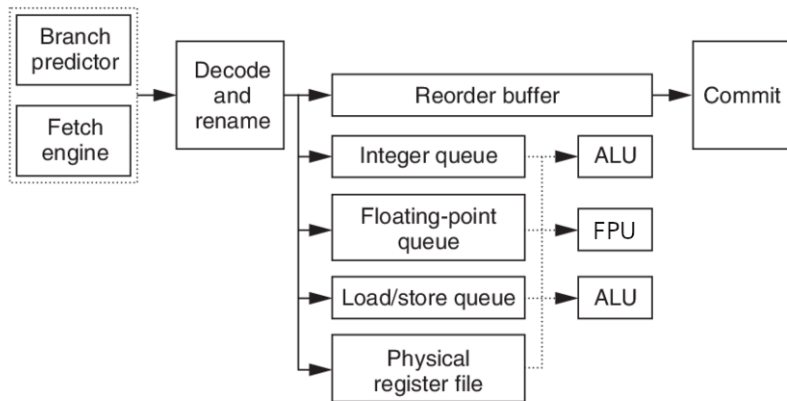 Branch
predictor
Fetch
engine
Decode
and
rename
Reorder buffer
Commit
Integer queue
ALU
Floating-point
queue
FPU
Load/store queue
ALU
Physical
register file